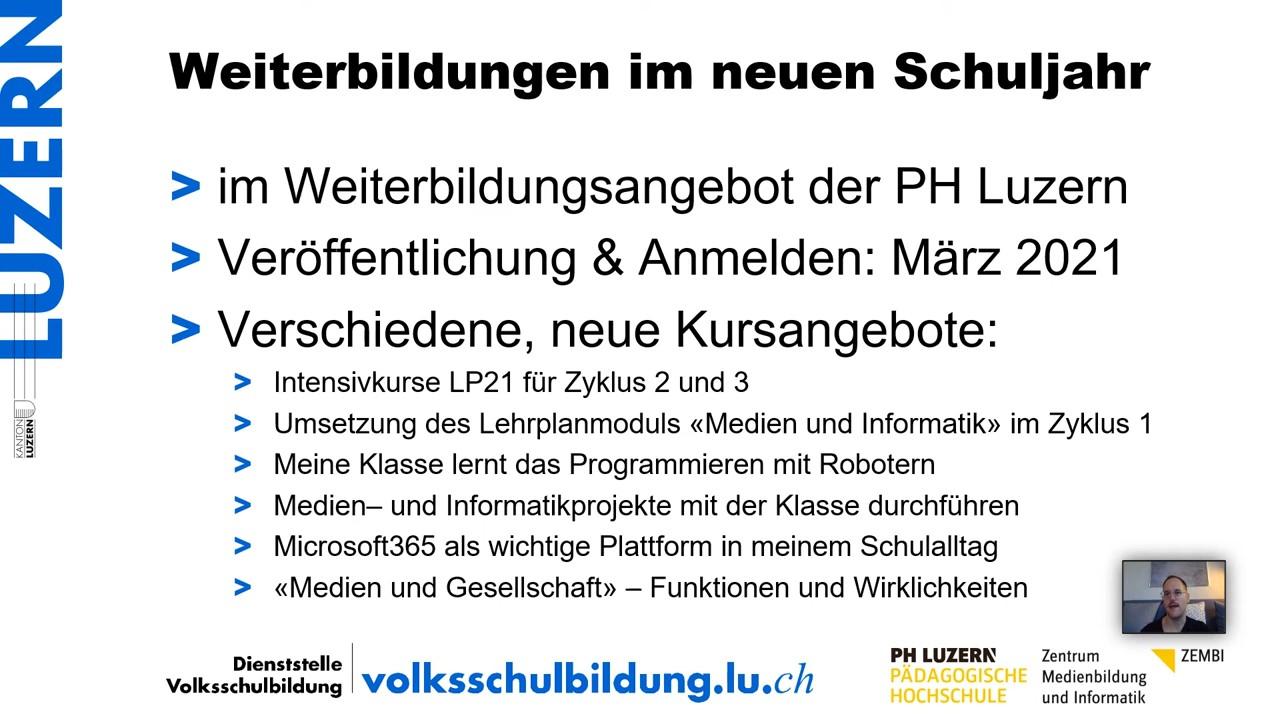 LUZERN
KANTON
LUZERN
Weiterbildungen im neuen Schuljahr
> im Weiterbildungsangebot der PH Luzern
> Veröffentlichung & Anmelden: März 2021
> Verschiedene, neue Kursangebote:
> Intensivkurse LP21 für Zyklus 2 und 3
> Umsetzung des Lehrplanmoduls «Medien und Informatik» im Zyklus 1
> Meine Klasse lernt das Programmieren mit Robotern
> Medien– und Informatikprojekte mit der Klasse durchführen
> Microsoft365 als wichtige Plattform in meinem Schulalltag
> «Medien und Gesellschaft» – Funktionen und Wirklichkeiten
Dienststelle
Volksschulbildung
volksschulbildung.lu.ch
PH LUZERN
PÄDAGOGISCHE
HOCHSCHULE
Zentrum
Medienbildung
und Informatik
ZEMBI